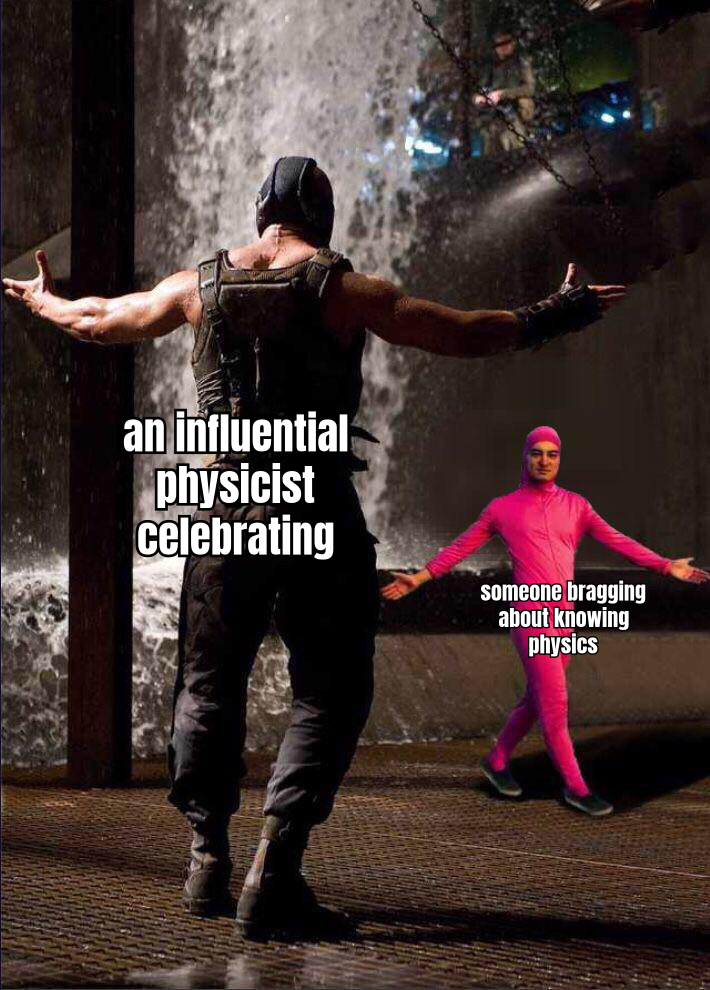 an influential
physicist
celebrating
someone bragging
about knowing
physics